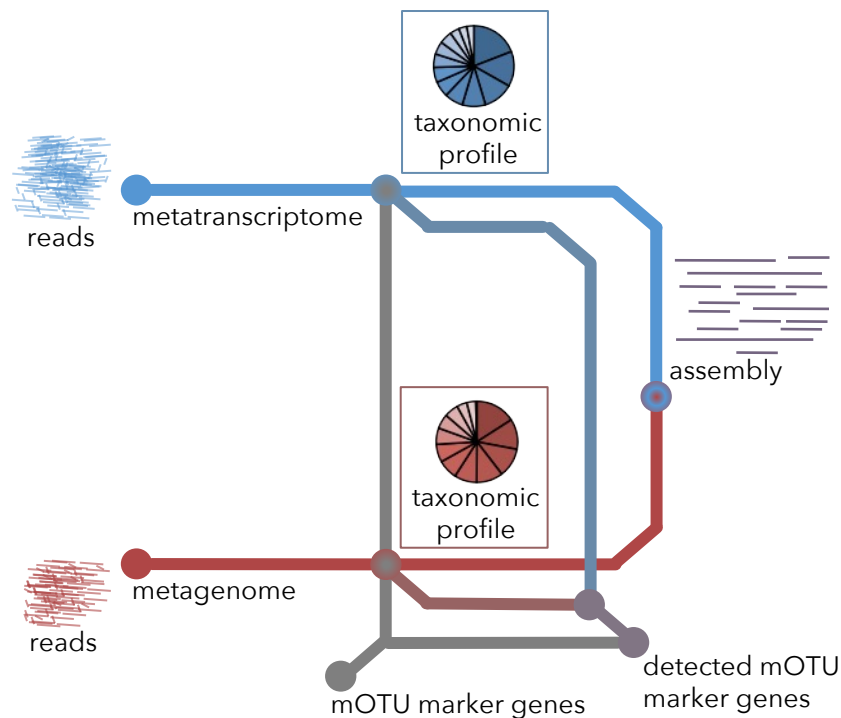 taxonomic
profile
metatranscriptome
reads
assembly
taxonomic
profile
metagenome
reads
detected mOTU
marker genes
mOTU marker genes